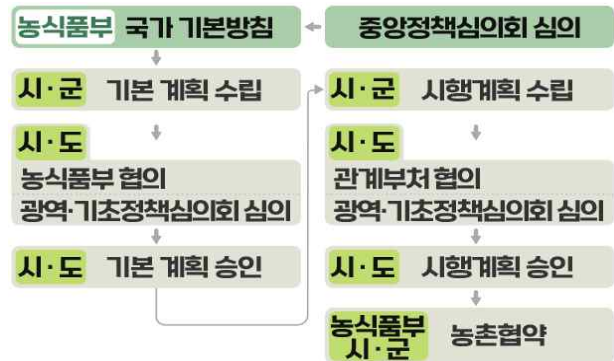 농식품부 국가 기본방침
중앙정책심의회 심의
시·군 기본 계획 수립
시·도
농식품부 협의
광역·기초정책심의회 심의
시·도 기본 계획 승인
시·군 시행계획 수립
시·도
관계부처 협의
광역·기초정책심의회 심의
시·도 시행계획 승인
농식품부
시·군 농촌협약